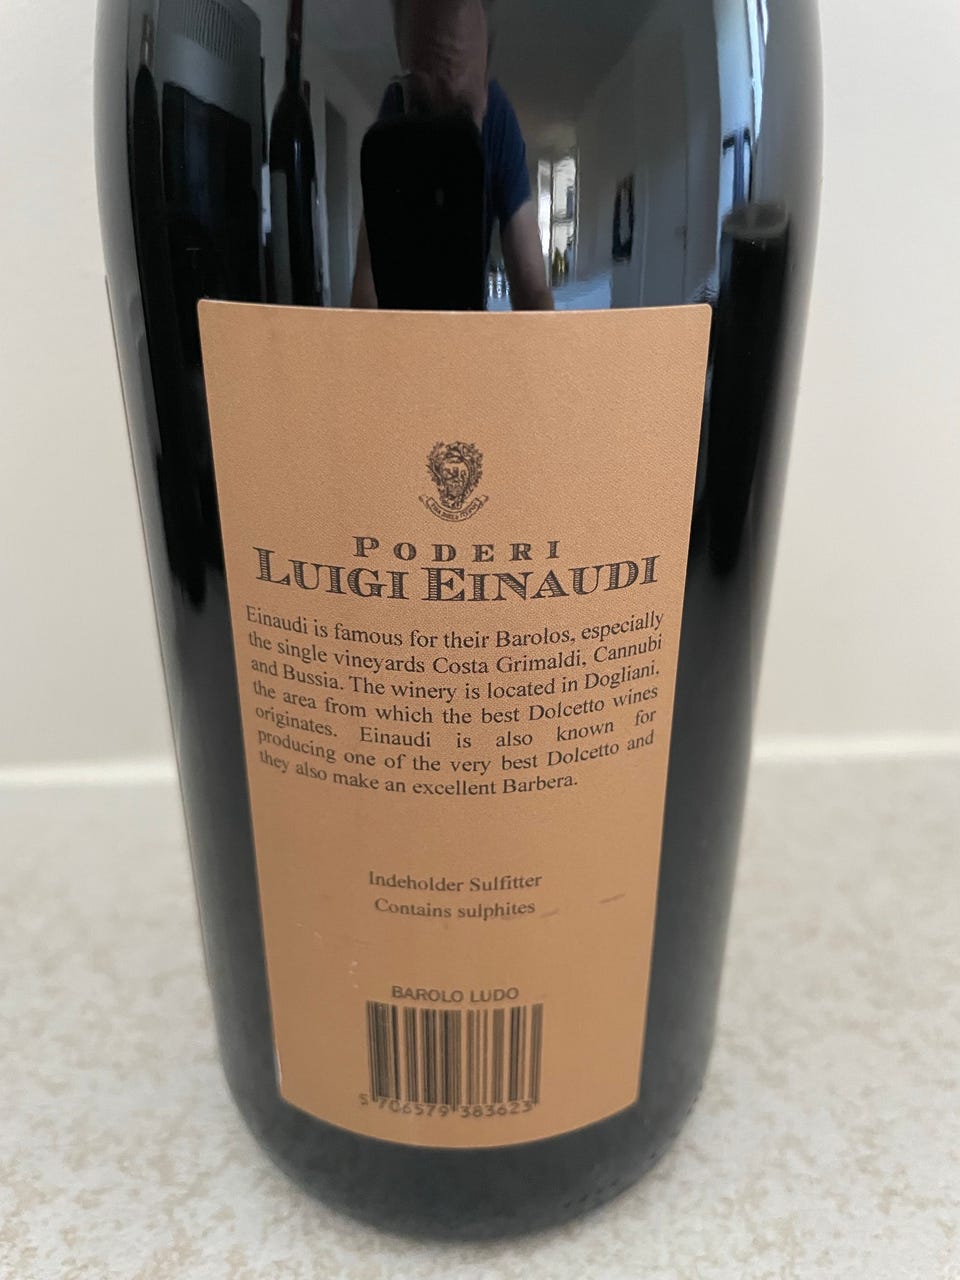 PODERI
LUIGI EINAUDI
Einaudi is famous for their Barolos, especially
the single vineyards Costa Grimaldi, Cannubi
and Bussia. The winery is located in Dogliani,
the area from which the best Dolcetto wines
originates. Einaudi is also known for
producing one of the very best Dolcetto and
they also make an excellent Barbera.
Indeholder Sulfitter
Contains sulphites
BAROLO LUDO
5 706579 383623